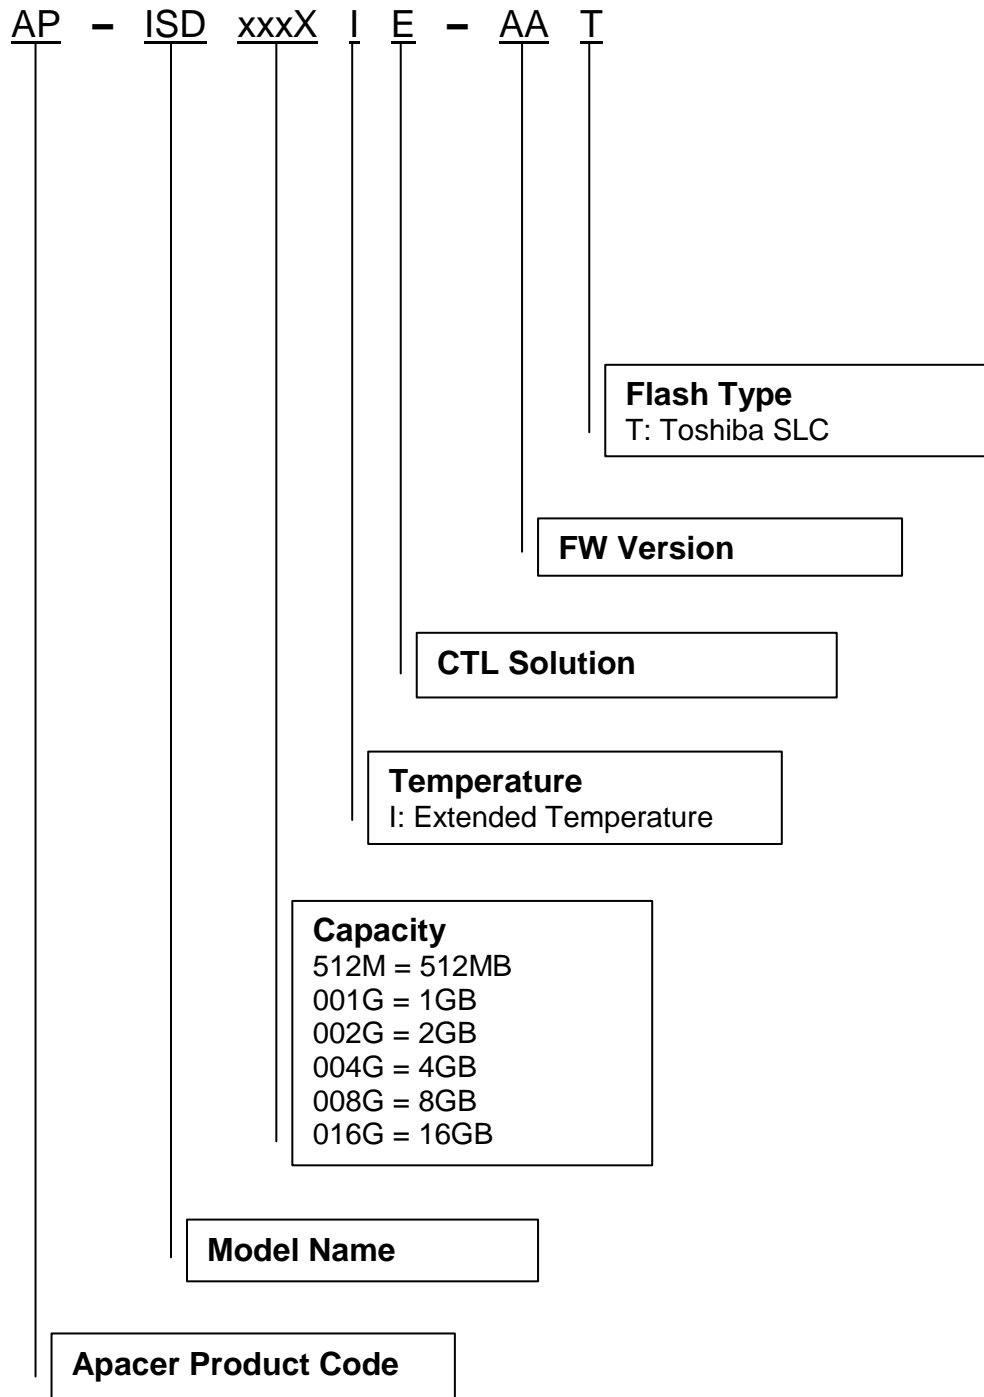 AP – ISD xxxX I E – AA T
Flash Type
T: Toshiba SLC
FW Version
CTL Solution
Temperature
I: Extended Temperature
Capacity
512M = 512MB
001G = 1GB
002G = 2GB
004G = 4GB
008G = 8GB
016G = 16GB
Model Name
Apacer Product Code